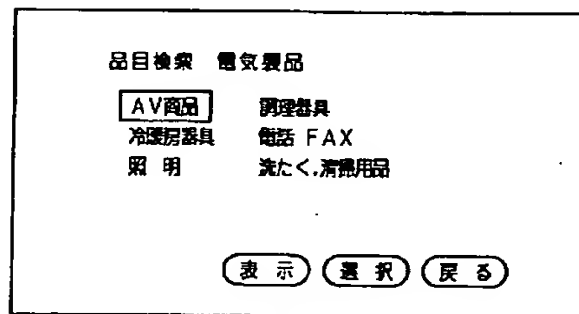 品目検索 電気製品
AV商品 調理器具
冷暖房器具 電話 FAX
照 明 洗たく,清掃用品
表 示 選 択 戻 る